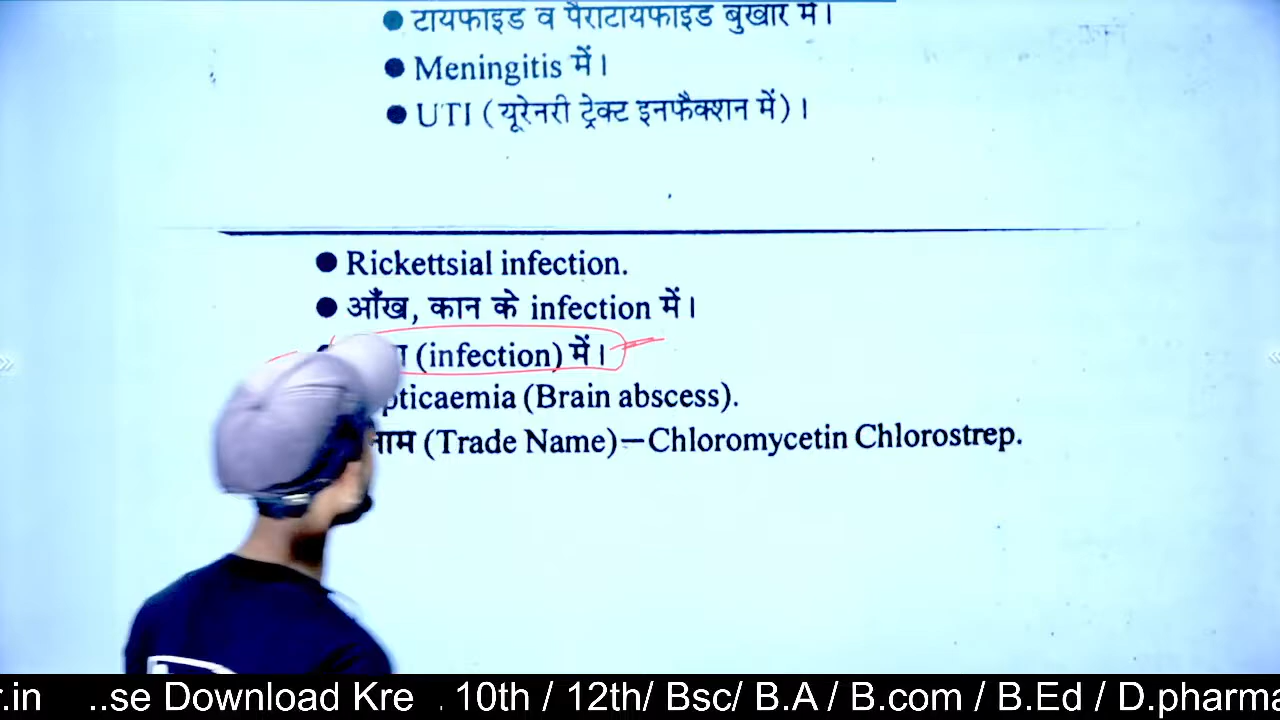 ● टायफाइड व पैराटायफाइड बुखार में।
● Meningitis में।
● UTI (यूरेनरी ट्रेक्ट इनफैक्शन में)।
● Rickettsial infection.
● आँख, कान के infection में।
(infection) में।
pticaemia (Brain abscess).
नाम (Trade Name)—Chloromycetin Chlorostrep.
r.in ..se Download Kre . 10th / 12th/ Bsc/ B.A / B.com / B.Ed / D.pharma